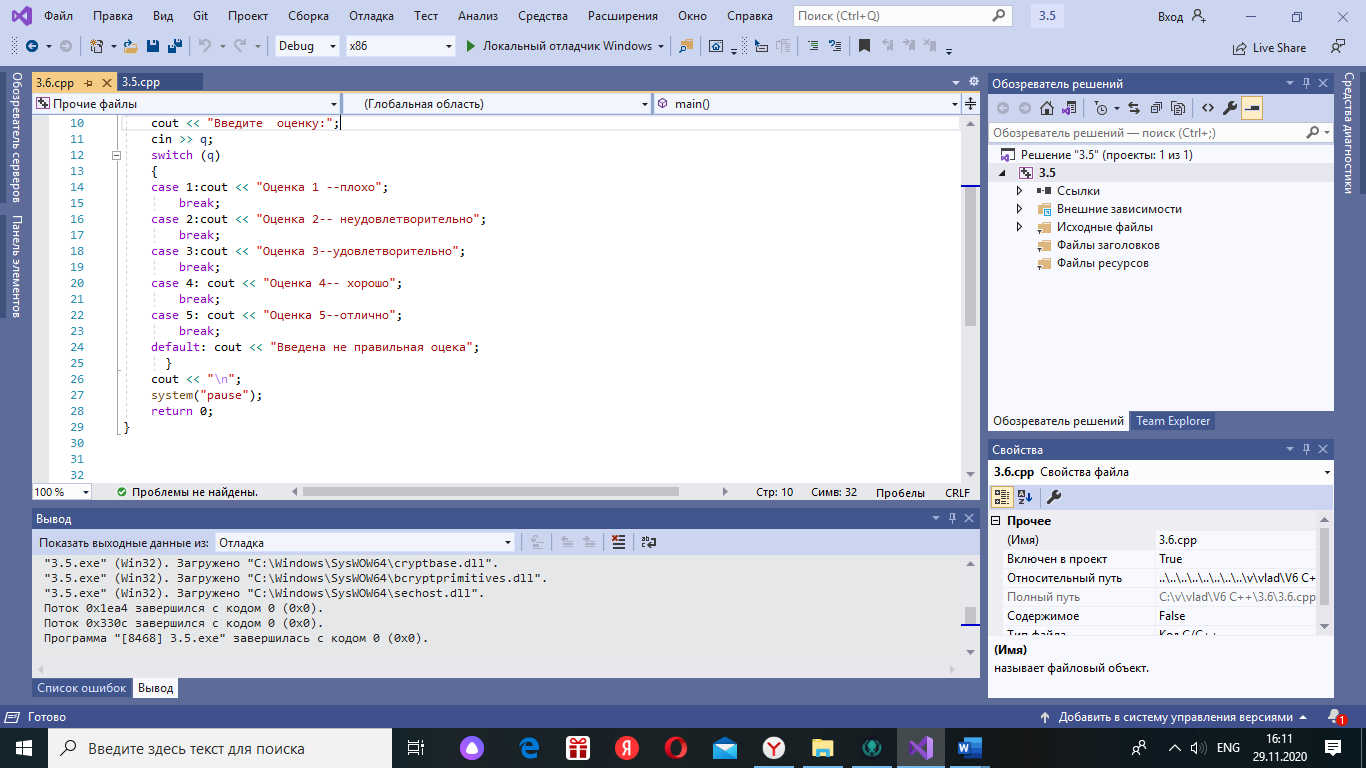 Файл Правка Вид Git Проект Сборка Отладка Тест Анализ Средства Расширения Окно Справка Поиск (Ctrl+Q) 3.5 Вход
Debug x86 Локальный отладчик Windows Live Share
Обозреватель серверов
Панель элементов
3.6.cpp 3.5.cpp
Прочие файлы (Глобальная область) main()
10 cout << "Введите  оценку:";
11 cin >> q;
12 switch (q)
13 {
14 case 1:cout << "Оценка 1 --плохо";
15 break;
16 case 2:cout << "Оценка 2-- неудовлетворительно";
17 break;
18 case 3:cout << "Оценка 3--удовлетворительно";
19 break;
20 case 4: cout << "Оценка 4-- хорошо";
21 break;
22 case 5: cout << "Оценка 5--отлично";
23 break;
24 default: cout << "Введена не правильная оцека";
25 }
26 cout << "\n";
27 system("pause");
28 return 0;
29 }
30
31
32
100 % Проблемы не найдены. Стр: 10 Симв: 32 Пробелы CRLF
Вывод
Показать выходные данные из: Отладка
"3.5.exe" (Win32). Загружено "C:\Windows\SysWOW64\cryptbase.dll".
"3.5.exe" (Win32). Загружено "C:\Windows\SysWOW64\bcryptprimitives.dll".
"3.5.exe" (Win32). Загружено "C:\Windows\SysWOW64\sechost.dll".
Поток 0x1ea4 завершился с кодом 0 (0x0).
Поток 0x330c завершился с кодом 0 (0x0).
Программа "[8468] 3.5.exe" завершилась с кодом 0 (0x0).
Список ошибок Вывод
Обозреватель решений
Обозреватель решений — поиск (Ctrl+;)
Решение "3.5" (проекты: 1 из 1)
3.5
Ссылки
Внешние зависимости
Исходные файлы
Файлы заголовков
Файлы ресурсов
Обозреватель решений Team Explorer
Свойства
3.6.cpp Свойства файла
Прочее
(Имя) 3.6.cpp
Включен в проект True
Относительный путь ..\..\..\..\..\..\..\..\v\vlad\V6 C+
Полный путь C:\v\vlad\V6 C++\3.6\3.6.cpp
Содержимое False
Тип файла Код C/C++
(Имя)
называет файловый объект.
Средства диагностики
Готово Добавить в систему управления версиями 1
Введите здесь текст для поиска ENG 16:11
29.11.2020